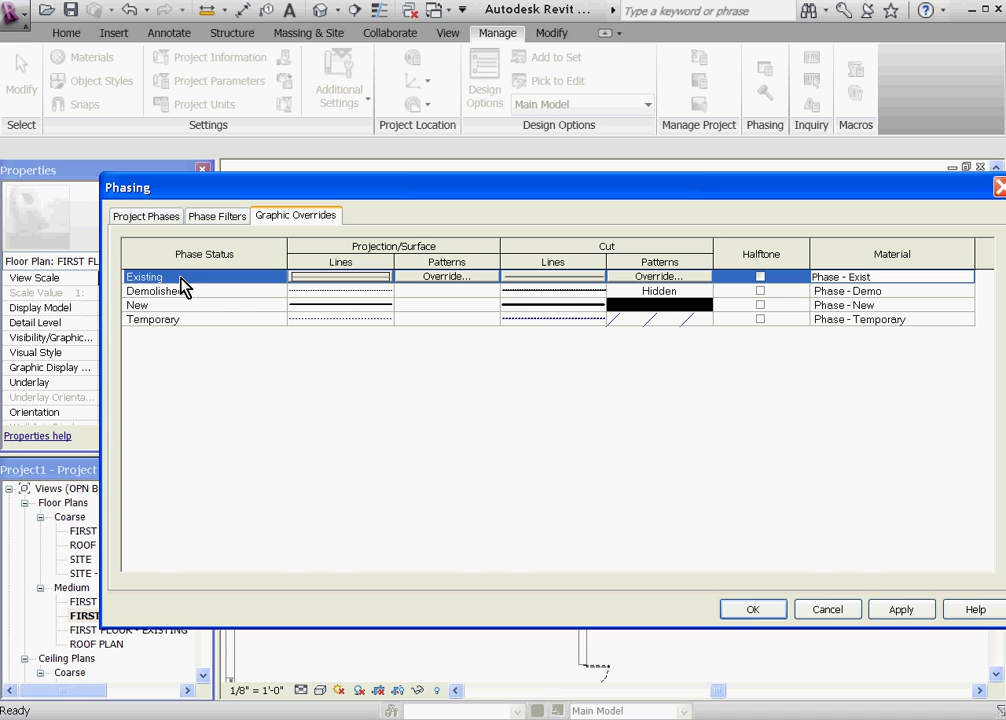 Autodesk Revit ...
Type a keyword or phrase
Home Insert Annotate Structure Massing & Site Collaborate View Manage Modify
Modify
Materials
Object Styles
Snaps
Project Information
Project Parameters
Project Units
Additional
Settings
Design
Options
Add to Set
Pick to Edit
Main Model
Select Settings Project Location Design Options Manage Project Phasing Inquiry Macros
Properties
Floor Plan: FIRST FL
View Scale
Scale Value 1:
Display Model
Detail Level
Visibility/Graphic...
Visual Style
Graphic Display ...
Underlay
Underlay Orienta...
Orientation
Properties help
Phasing
Project Phases Phase Filters Graphic Overrides
Phase Status Projection/Surface Cut Halftone Material
Lines Patterns Lines Patterns
Existing Override... Override... Phase - Exist
Demolishe Hidden Phase - Demo
New Phase - New
Temporary Phase - Temporary
OK Cancel Apply Help
Project1 - Project
Views (OPN B
Floor Plans
Coarse
FIRST
ROOF
SITE
SITE -
Medium
FIRST
FIRST
FIRST FLOOR - EXISTING
ROOF PLAN
Ceiling Plans
Coarse
1/8" = 1'-0"
Ready
Main Model